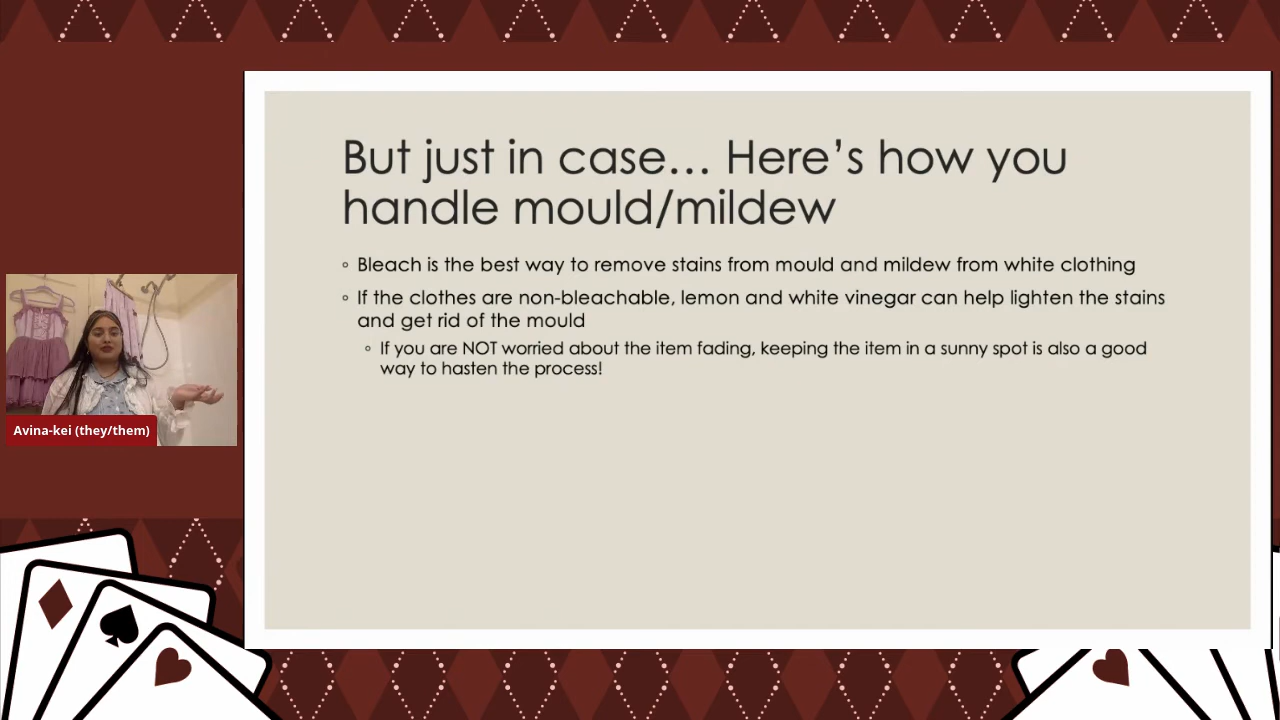 But just in case… Here’s how you
handle mould/mildew
◦ Bleach is the best way to remove stains from mould and mildew from white clothing
◦ If the clothes are non-bleachable, lemon and white vinegar can help lighten the stains
and get rid of the mould
◦ If you are NOT worried about the item fading, keeping the item in a sunny spot is also a good
way to hasten the process!
Avina-kei (they/them)